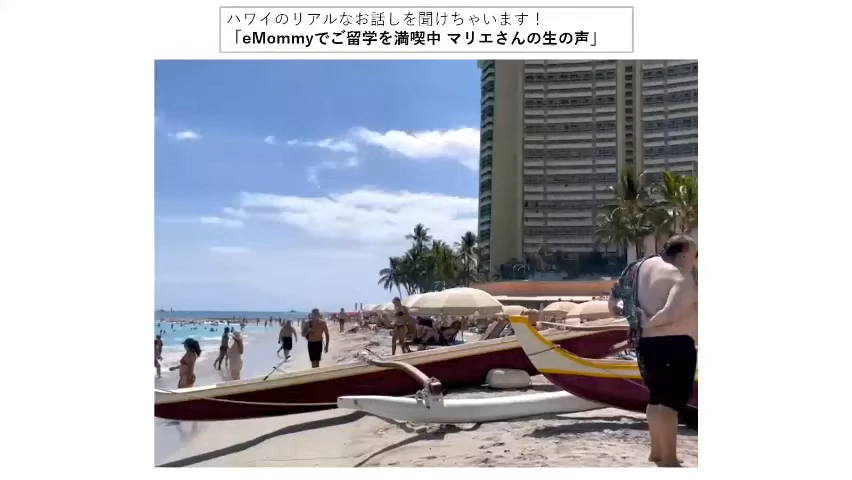 ハワイのリアルなお話しを聞けちゃいます！
「eMommyでご留学を満喫中 マリエさんの生の声」